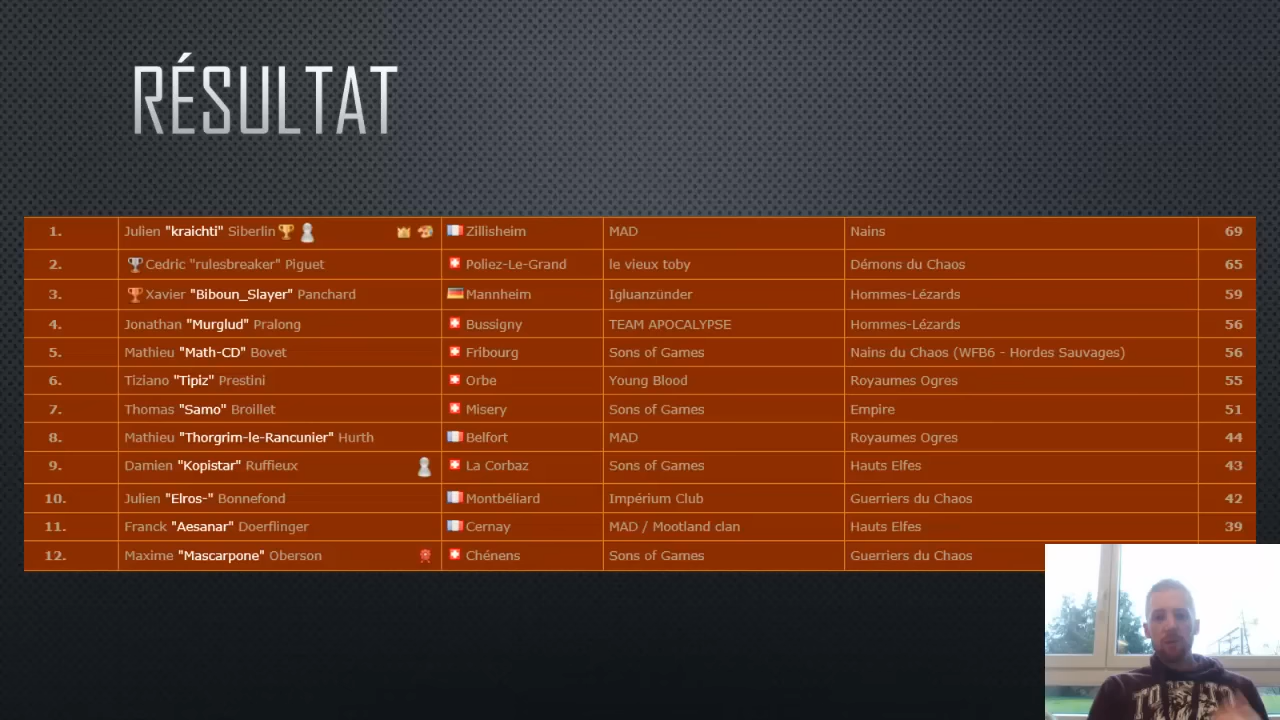 RÉSULTAT
1. Julien "kraichti" Siberlin Zillisheim MAD Nains 69
2. Cedric "rulesbreaker" Piguet Poliez-Le-Grand le vieux toby Démons du Chaos 65
3. Xavier "Biboun_Slayer" Panchard Mannheim Igluanzünder Hommes-Lézards 59
4. Jonathan "Murglud" Pralong Bussigny TEAM APOCALYPSE Hommes-Lézards 56
5. Mathieu "Math-CD" Bovet Fribourg Sons of Games Nains du Chaos (WFB6 - Hordes Sauvages) 56
6. Tiziano "Tipiz" Prestini Orbe Young Blood Royaumes Ogres 55
7. Thomas "Samo" Broillet Misery Sons of Games Empire 51
8. Mathieu "Thorgrim-le-Rancunier" Hurth Belfort MAD Royaumes Ogres 44
9. Damien "Kopistar" Ruffieux La Corbaz Sons of Games Hauts Elfes 43
10. Julien "Elros-" Bonnefond Montbéliard Impérium Club Guerriers du Chaos 42
11. Franck "Aesanar" Doerflinger Cernay MAD / Mootland clan Hauts Elfes 39
12. Maxime "Mascarpone" Oberson Chénens Sons of Games Guerriers du Chaos